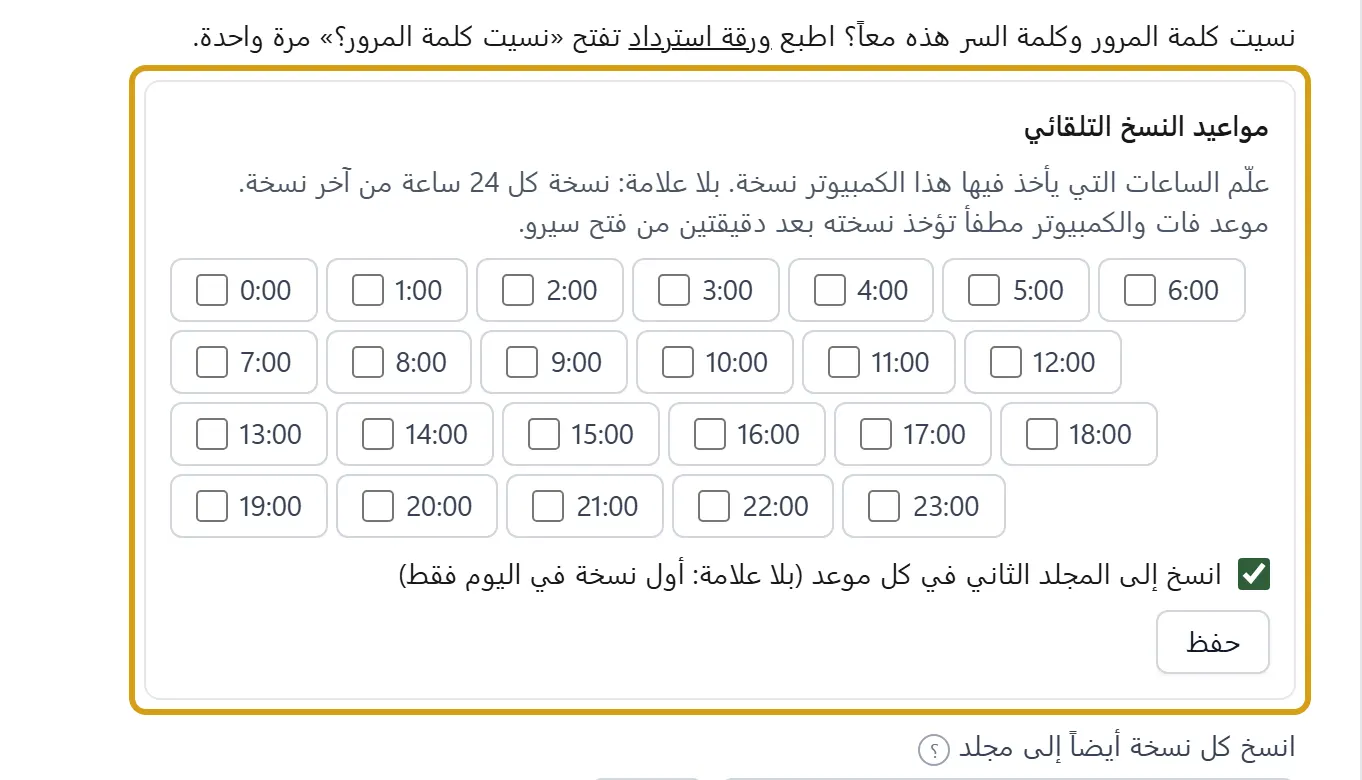 نسيت كلمة المرور وكلمة السر هذه معاً؟ اطبع ورقة استرداد تفتح «نسيت كلمة المرور؟» مرة واحدة.
مواعيد النسخ التلقائي
علّم الساعات التي يأخذ فيها هذا الكمبيوتر نسخة. بلا علامة: نسخة كل 24 ساعة من آخر نسخة.
موعد فات والكمبيوتر مطفأ تؤخذ نسخته بعد دقيقتين من فتح سيرو.
0:00 1:00 2:00 3:00 4:00 5:00 6:00
7:00 8:00 9:00 10:00 11:00 12:00
13:00 14:00 15:00 16:00 17:00 18:00
19:00 20:00 21:00 22:00 23:00
انسخ إلى المجلد الثاني في كل موعد (بلا علامة: أول نسخة في اليوم فقط)
حفظ
انسخ كل نسخة أيضاً إلى مجلد ؟